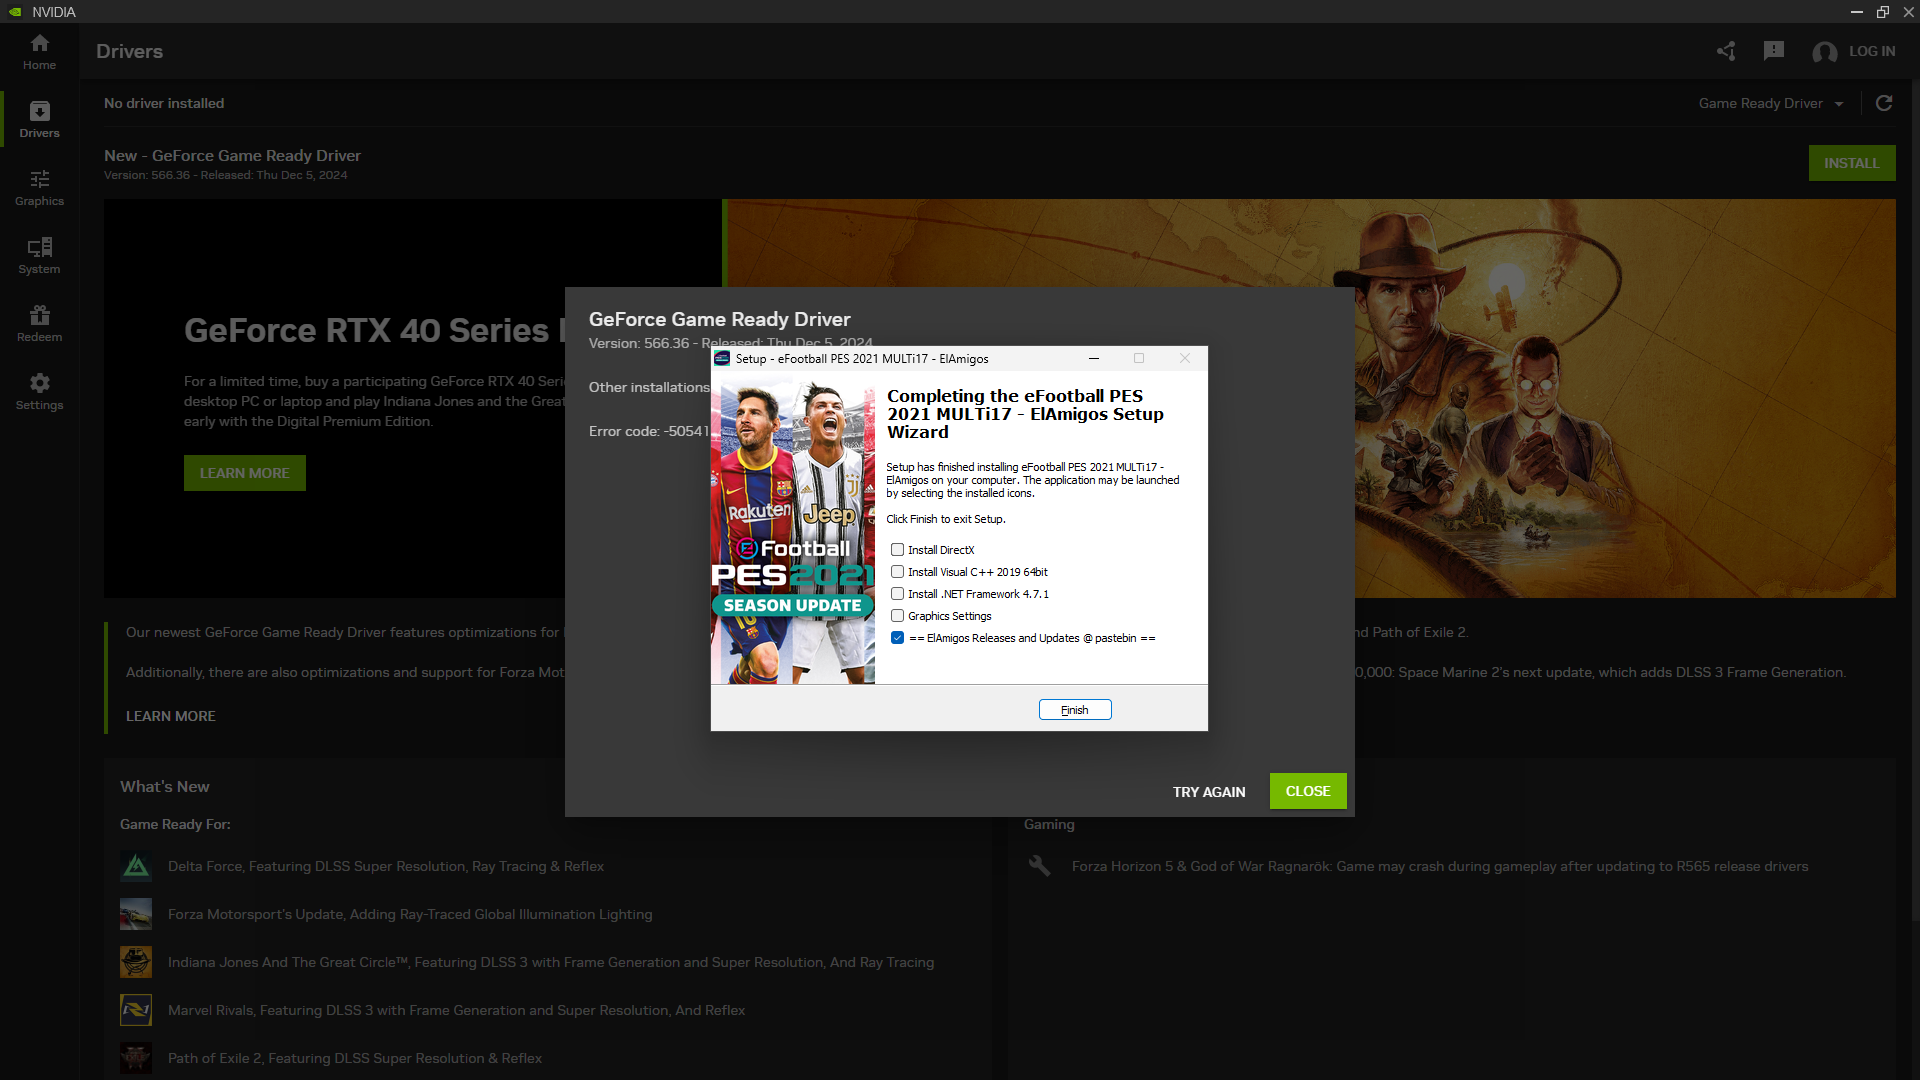 NVIDIA
Home
Drivers
Graphics
System
Redeem
Settings
Drivers
LOG IN
No driver installed
Game Ready Driver
New - GeForce Game Ready Driver
Version: 566.36 - Released: Thu Dec 5, 2024
INSTALL
GeForce RTX 40 Series
For a limited time, buy a participating GeForce RTX 40
desktop PC or laptop and play Indiana Jones and the
early with the Digital Premium Edition.
LEARN MORE
GeForce Game Ready Driver
Version: 566.36 - Released: Thu Dec 5, 2024
Other installations
Error code: -50541
Setup - eFootball PES 2021 MULTi17 - ElAmigos
Rakuten
Jeep
eFootball
PES2021
SEASON UPDATE
10
Completing the eFootball PES
2021 MULTi17 - ElAmigos Setup
Wizard
Setup has finished installing eFootball PES 2021 MULTi17 -
ElAmigos on your computer. The application may be launched
by selecting the installed icons.
Click Finish to exit Setup.
Install DirectX
Install Visual C++ 2019 64bit
Install .NET Framework 4.7.1
Graphics Settings
== ElAmigos Releases and Updates @ pastebin ==
Finish
TRY AGAIN
CLOSE
Our newest GeForce Game Ready Driver features optimizations for
nd Path of Exile 2.
Additionally, there are also optimizations and support for Forza
0,000: Space Marine 2's next update, which adds DLSS 3 Frame Generation.
LEARN MORE
What's New
Game Ready For:
Delta Force, Featuring DLSS Super Resolution, Ray Tracing & Reflex
Forza Motorsport's Update, Adding Ray-Traced Global Illumination Lighting
Indiana Jones And The Great Circle™, Featuring DLSS 3 with Frame Generation and Super Resolution, And Ray Tracing
Marvel Rivals, Featuring DLSS 3 with Frame Generation and Super Resolution, And Reflex
Path of Exile 2, Featuring DLSS Super Resolution & Reflex
Gaming
Forza Horizon 5 & God of War Ragnarök: Game may crash during gameplay after updating to R565 release drivers